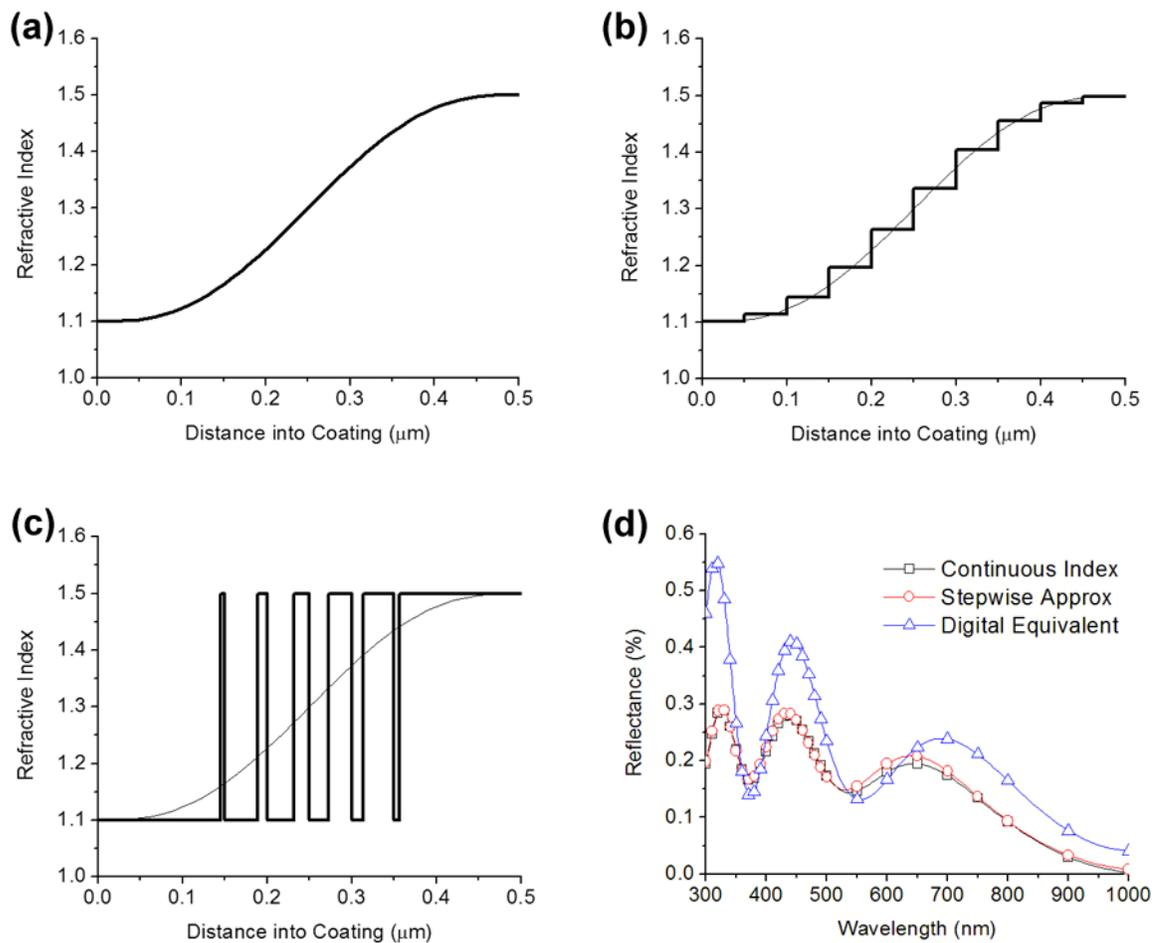 (a)
1.6
1.5
1.4
1.3
1.2
1.1
1.0
Refractive Index
0.0 0.1 0.2 0.3 0.4 0.5
Distance into Coating (μm)
(b)
1.6
1.5
1.4
1.3
1.2
1.1
1.0
Refractive Index
0.0 0.1 0.2 0.3 0.4 0.5
Distance into Coating (μm)
(c)
1.6
1.5
1.4
1.3
1.2
1.1
1.0
Refractive Index
0.0 0.1 0.2 0.3 0.4 0.5
Distance into Coating (μm)
(d)
0.6
0.5
0.4
0.3
0.2
0.1
0.0
Reflectance (%)
Continuous Index
Stepwise Approx
Digital Equivalent
300 400 500 600 700 800 900 1000
Wavelength (nm)